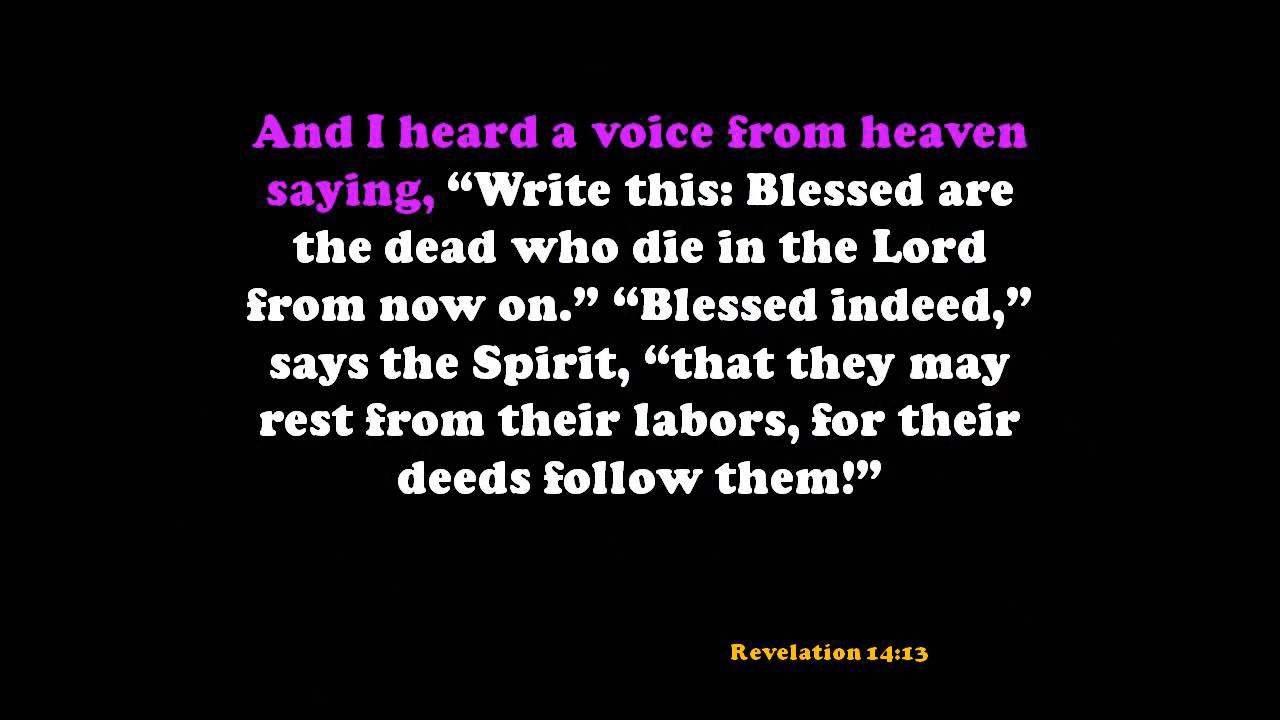 And I heard a voice from heaven
saying, “Write this: Blessed are
the dead who die in the Lord
from now on.” “Blessed indeed,”
says the Spirit, “that they may
rest from their labors, for their
deeds follow them!”
Revelation 14:13